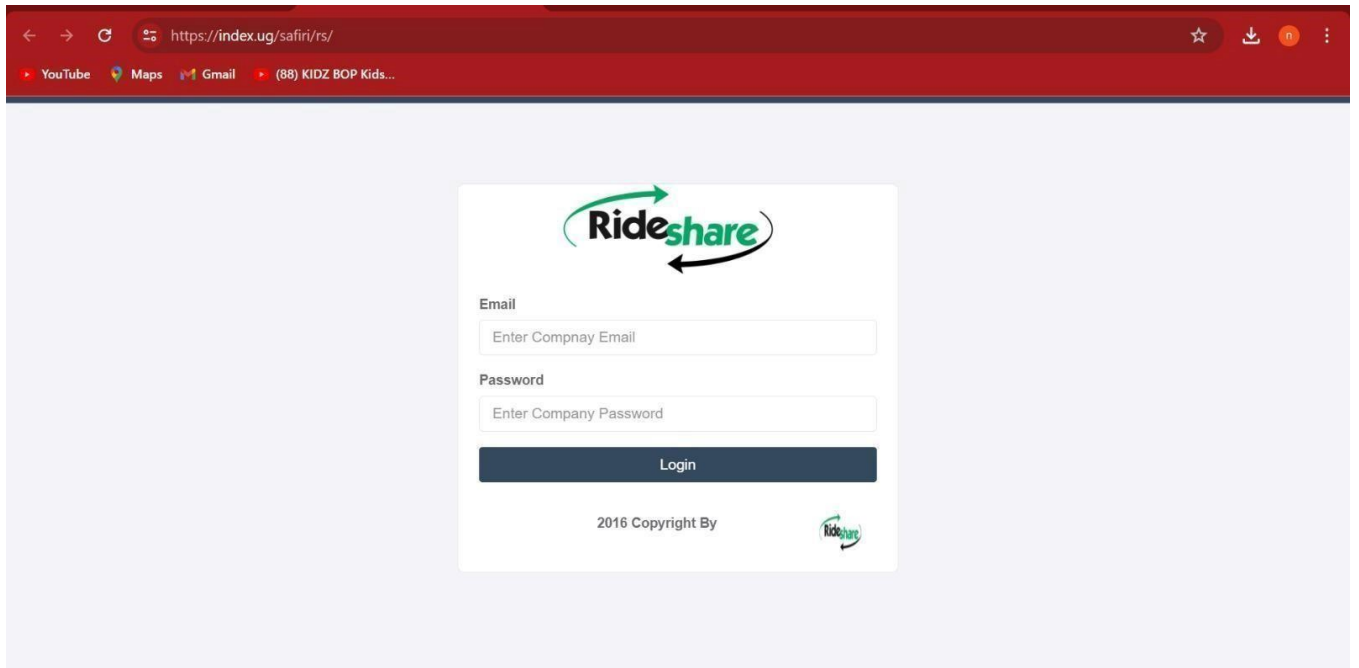 https://index.ug/safiri/rs/
n
YouTube Maps Gmail (88) KIDZ BOP Kids...
Rideshare
Email
Enter Compnay Email
Password
Enter Company Password
Login
2016 Copyright By Rideshare